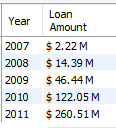 Year Loan Amount
2007 $ 2.22 M
2008 $ 14.39 M
2009 $ 46.44 M
2010 $ 122.05 M
2011 $ 260.51 M